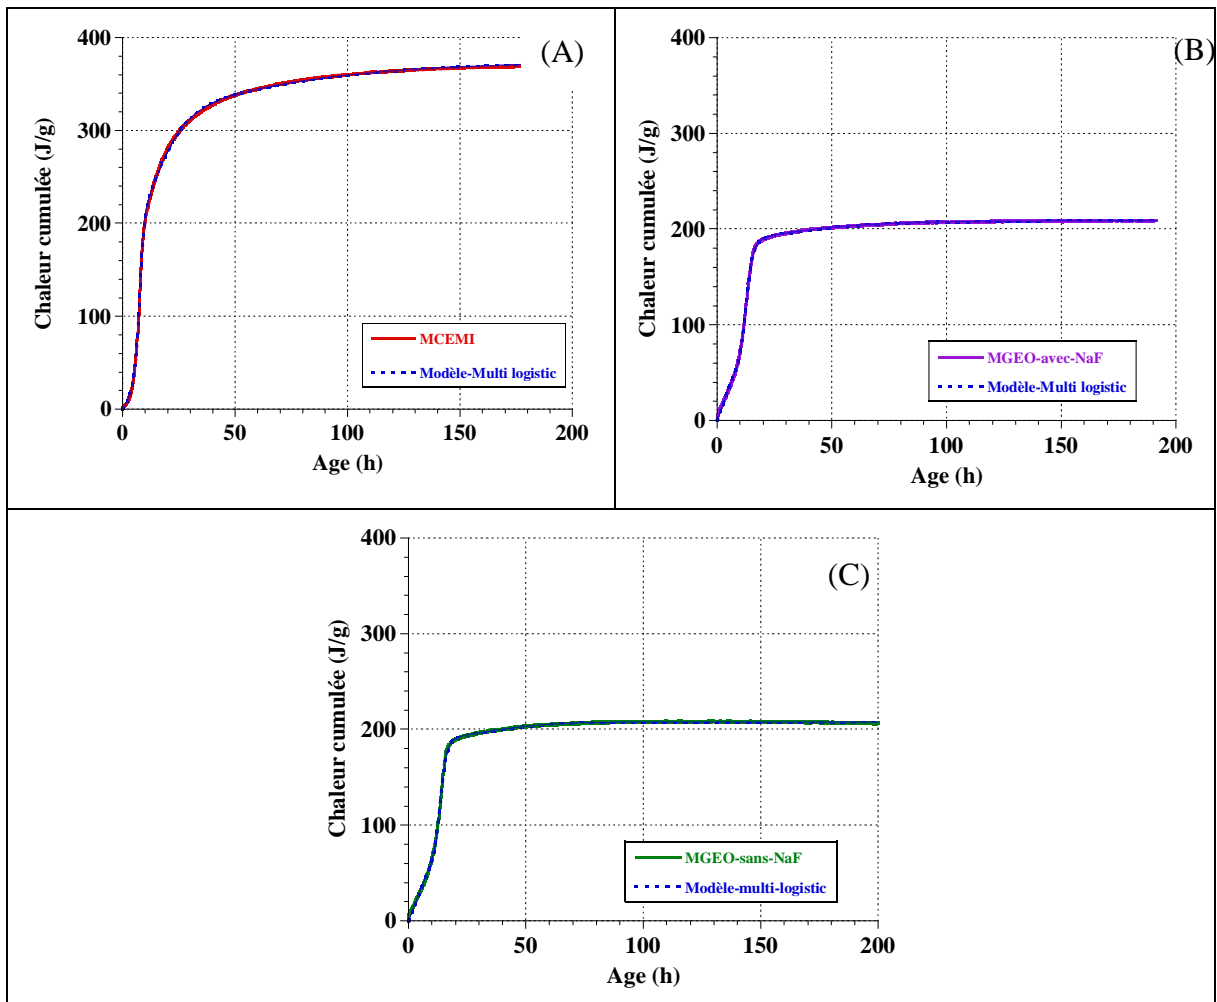 (A)
Chaleur cumulée (J/g)
400
300
200
100
0
0 50 100 150 200
Age (h)
MCEMI
Modèle-Multi logistic
(B)
Chaleur cumulée (J/g)
400
300
200
100
0
0 50 100 150 200
Age (h)
MGEO-avec-NaF
Modèle-Multi logistic
(C)
Chaleur cumulée (J/g)
400
300
200
100
0
0 50 100 150 200
Age (h)
MGEO-sans-NaF
Modèle-multi-logistic